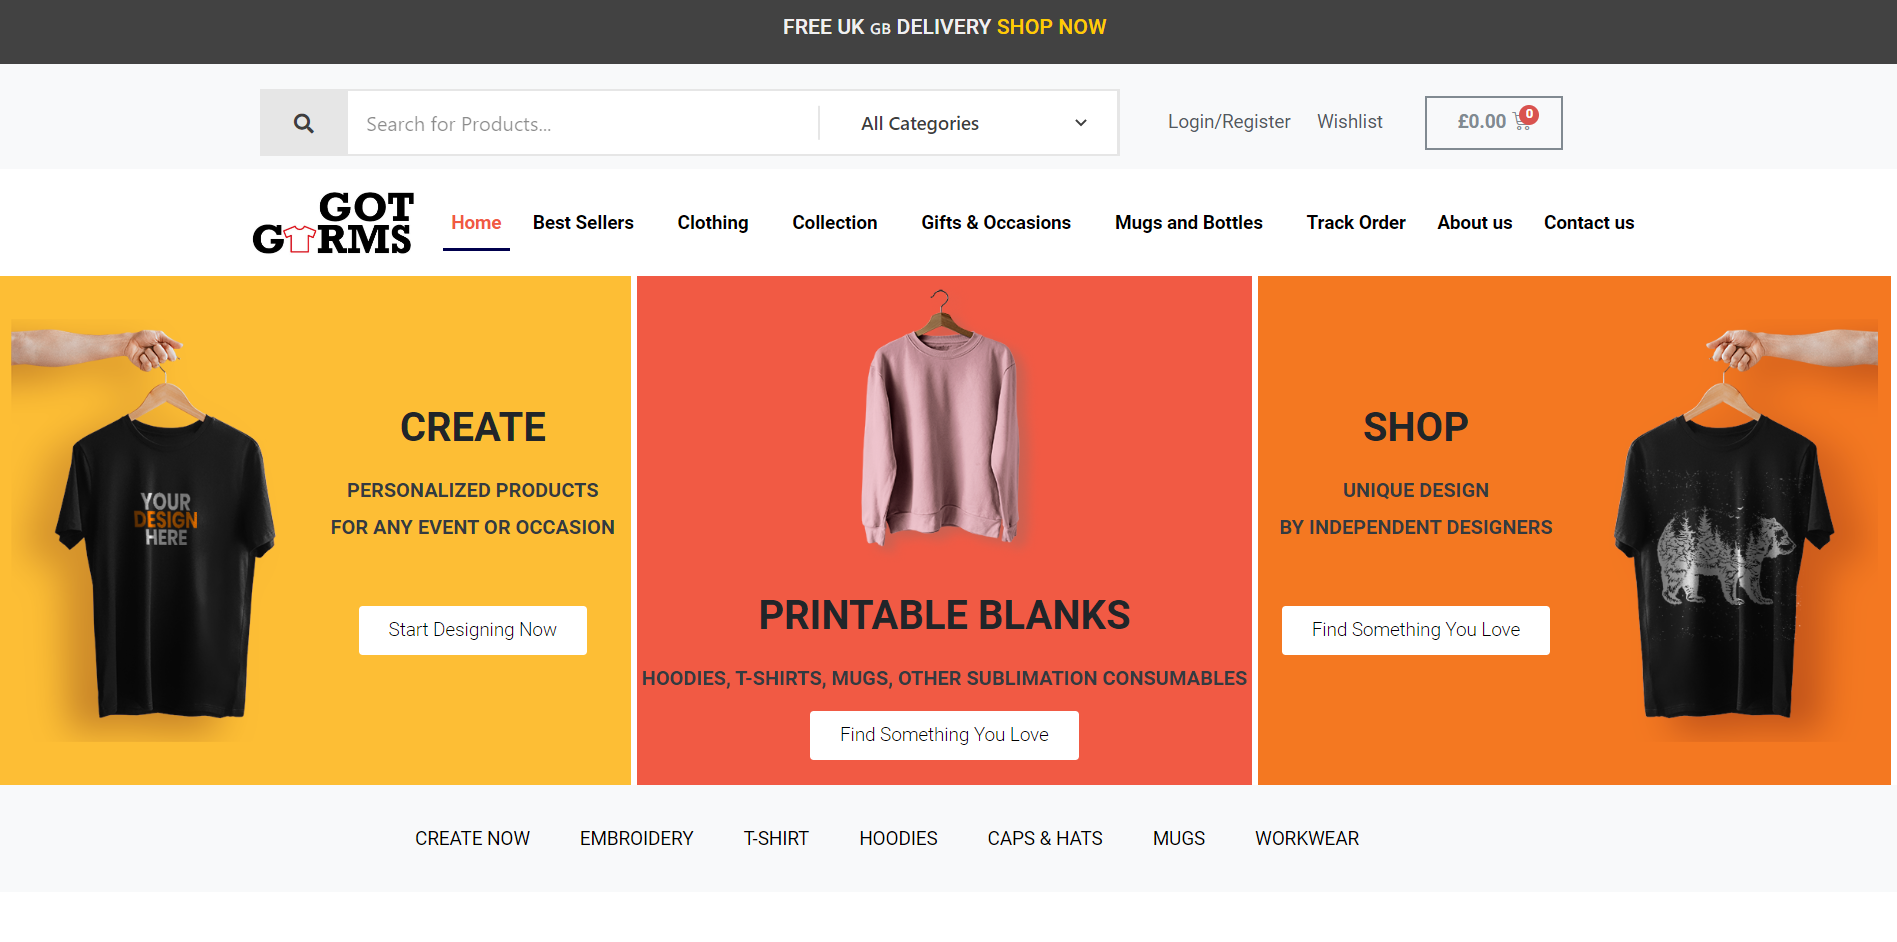 FREE UK GB DELIVERY SHOP NOW
Search for Products...
All Categories
Login/Register
Wishlist
£0.00
0
GOT
G RMS
Home
Best Sellers
Clothing
Collection
Gifts & Occasions
Mugs and Bottles
Track Order
About us
Contact us
YOUR
DESIGN
HERE
CREATE
PERSONALIZED PRODUCTS
FOR ANY EVENT OR OCCASION
Start Designing Now
PRINTABLE BLANKS
HOODIES, T-SHIRTS, MUGS, OTHER SUBLIMATION CONSUMABLES
Find Something You Love
SHOP
UNIQUE DESIGN
BY INDEPENDENT DESIGNERS
Find Something You Love
CREATE NOW
EMBROIDERY
T-SHIRT
HOODIES
CAPS & HATS
MUGS
WORKWEAR